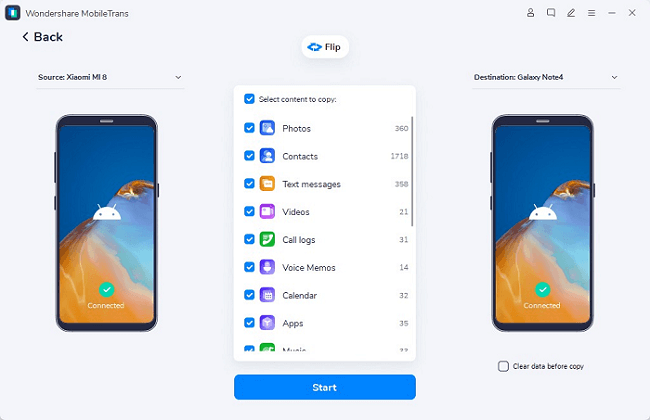 Wondershare MobileTrans
Back
Flip
Source: Xiaomi MI 8
Destination: Galaxy Note4
Select content to copy:
Photos 360
Contacts 1718
Text messages 358
Videos 21
Call logs 31
Voice Memos 14
Calendar 32
Apps 35
Connected
Connected
Clear data before copy
Start